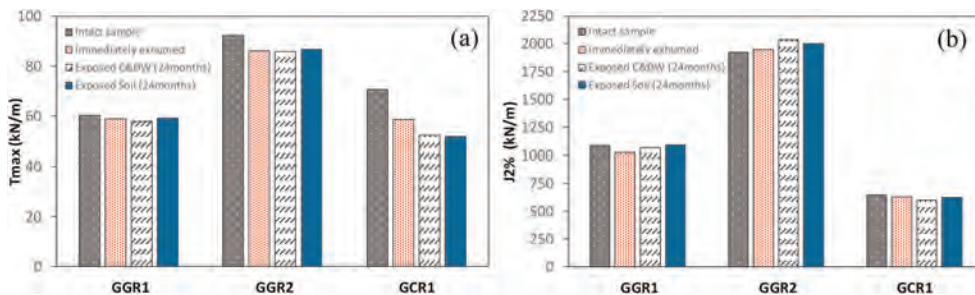 (a)
Tmax (kN/m)
100
80
60
40
20
0
Intact sample
Immediately exhumed
Exposed C&DW (24months)
Exposed Soil (24months)
GGR1 GGR2 GCR1
(b)
J2% (kN/m)
2250
2000
1750
1500
1250
1000
750
500
250
0
Intact sample
Immediately exhumed
Exposed C&DW (24months)
Exposed Soil (24months)
GGR1 GGR2 GCR1